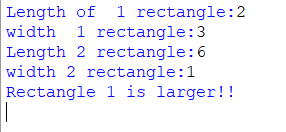 Length of  1 rectangle:2
width  1 rectangle:3
Length 2 rectangle:6
width 2 rectangle:1
Rectangle 1 is larger!!